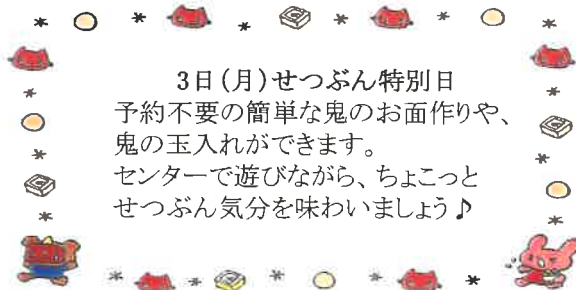 3日(月)せつぶん特別日
予約不要の簡単な鬼のお面作りや、
鬼の玉入れができます。
センターで遊びながら、ちょこっと
せつぶん気分を味わいましょう♪